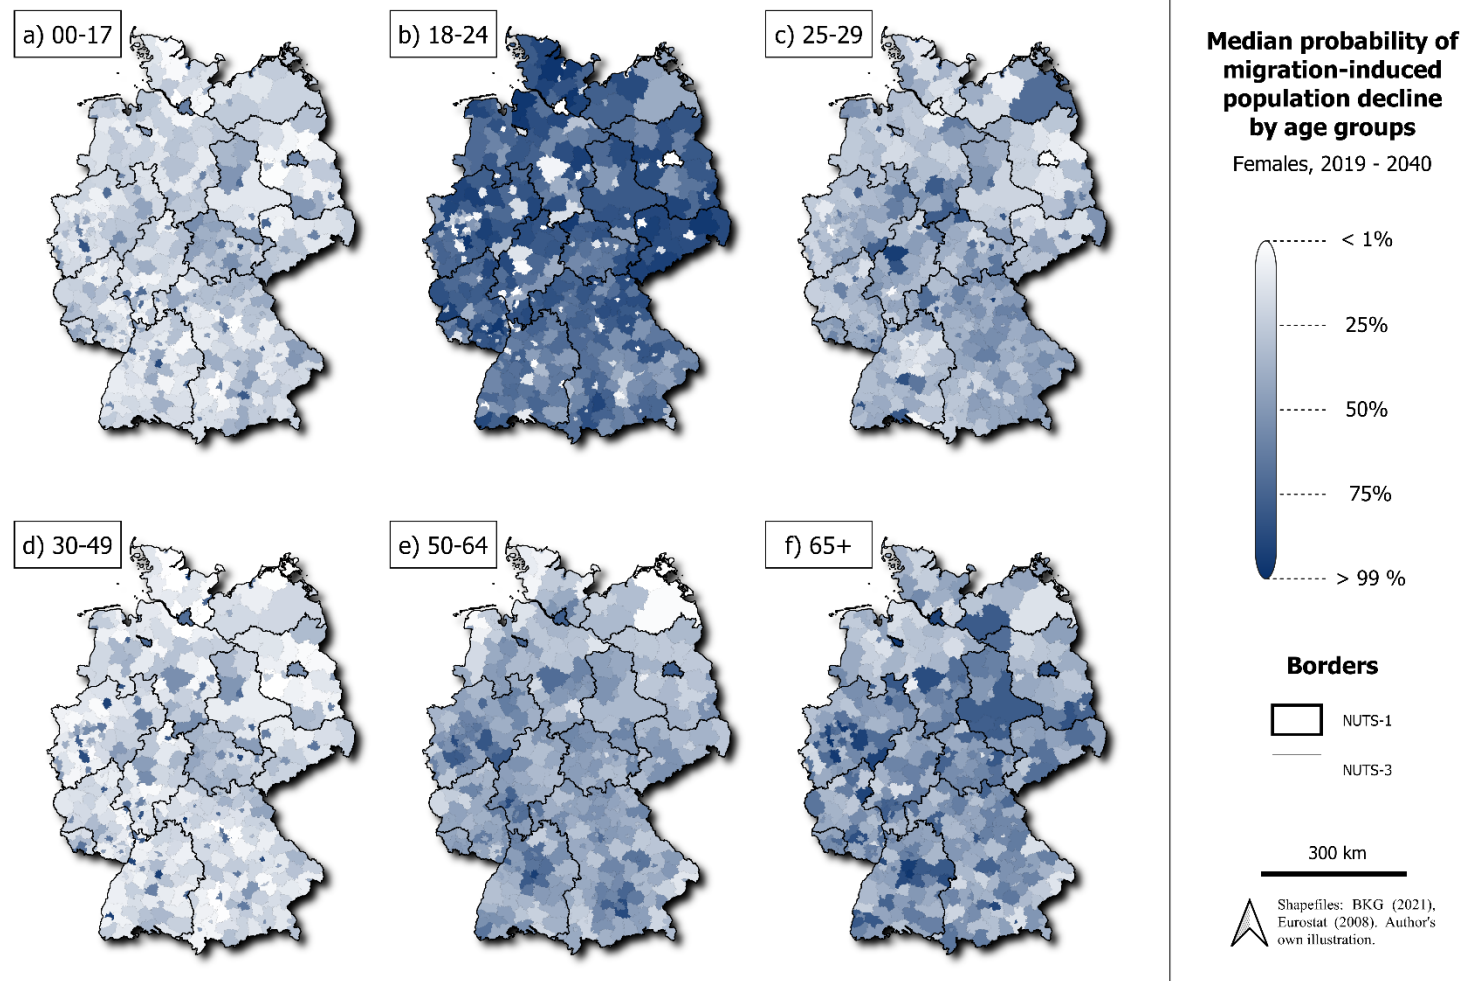 a) 00-17
b) 18-24
c) 25-29
d) 30-49
e) 50-64
f) 65+
Median probability of
migration-induced
population decline
by age groups
Females, 2019 - 2040
< 1%
25%
50%
75%
> 99 %
Borders
NUTS-1
NUTS-3
300 km
Shapefiles: BKG (2021),
Eurostat (2008). Author's
own illustration.